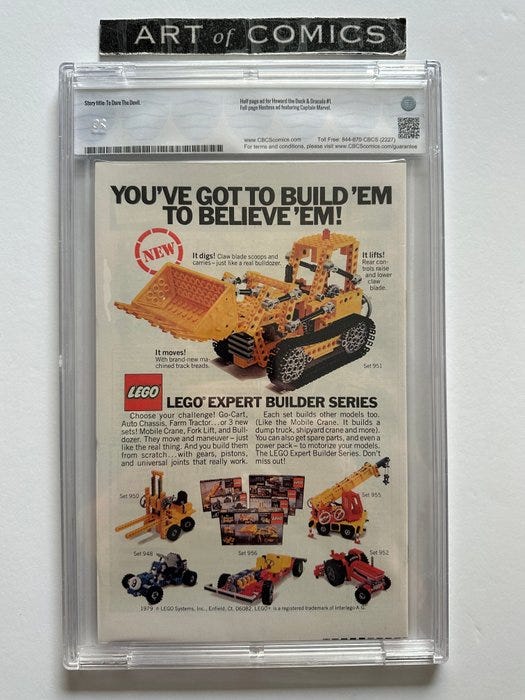 ART of COMICS
Story title: To Dare The Devil.
Half page ad for Howard the Duck & Dracula #1.
Full page Hostess ad featuring Captain Marvel.
www.CBCScomics.com Toll Free: 844-870-CBCS (2227)
For terms and conditions, please visit www.CBCScomics.com/guarantee
YOU'VE GOT TO BUILD 'EM
TO BELIEVE 'EM!
NEW
It digs! Claw blade scoops and
carries – just like a real bulldozer.
It lifts!
Rear con-
trols raise
and lower
claw
blade.
It moves!
With brand-new ma-
chined track treads.
Set 951
LEGO
LEGO® EXPERT BUILDER SERIES
Choose your challenge! Go-Cart,
Auto Chassis, Farm Tractor...or 3 new
sets! Mobile Crane, Fork Lift, and Bull-
dozer. They move and maneuver – just
like the real thing. And you build them
from scratch...with gears, pistons,
and universal joints that really work.
Each set builds other models too.
(Like the Mobile Crane. It builds a
dump truck, shipyard crane and more).
You can also get spare parts, and even a
power pack – to motorize your models.
The LEGO Expert Builder Series. Don't
miss out!
Set 950
Set 955
Set 948
Set 956
Set 952
1979 © LEGO Systems, Inc., Enfield, Ct. 06082. LEGO® is a registered trademark of Interlego A.G.